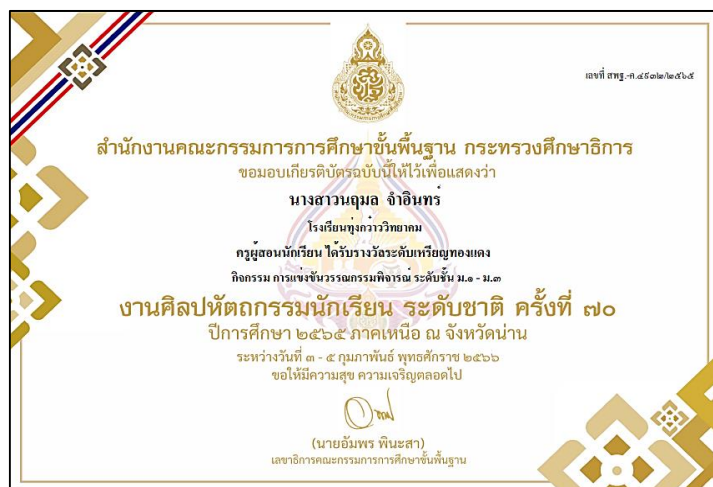 เลขที่ สพฐ.-ค.๔๙๓๒/๒๕๖๕
สำนักงานคณะกรรมการการศึกษาขั้นพื้นฐาน กระทรวงศึกษาธิการ
ขอมอบเกียรติบัตรฉบับนี้ให้ไว้เพื่อแสดงว่า
นางสาวนฤมล จำอินทร์
โรงเรียนทุ่งกว๋าววิทยาคม
ครูผู้สอนนักเรียน ได้รับรางวัลระดับเหรียญทองแดง
กิจกรรม การแข่งขันวรรณกรรมพิจารณ์ ระดับชั้น ม.๑ - ม.๓
งานศิลปหัตถกรรมนักเรียน ระดับชาติ ครั้งที่ ๗๐
ปีการศึกษา ๒๕๖๕ ภาคเหนือ ณ จังหวัดน่าน
ระหว่างวันที่ ๓ - ๕ กุมภาพันธ์ พุทธศักราช ๒๕๖๖
ขอให้มีความสุข ความเจริญตลอดไป
(นายอัมพร พินะสา)
เลขาธิการคณะกรรมการการศึกษาขั้นพื้นฐาน